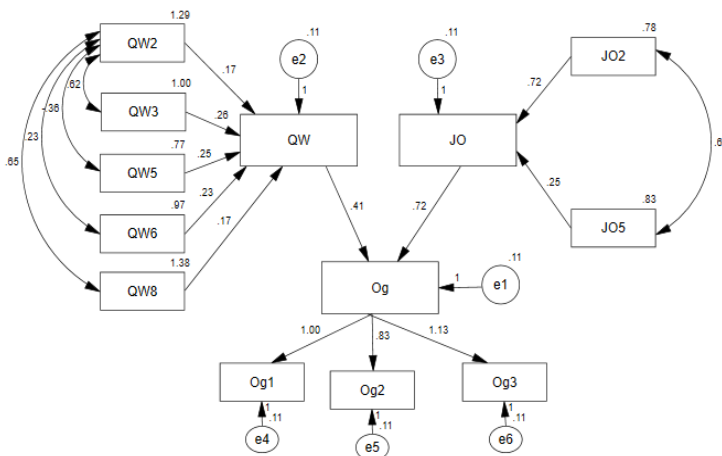 1.29
QW2
.11
e2
1
.11
e3
1
.78
JO2
.17
.62
.36
1.00
QW3
.26
QW
JO
.72
.23
.65
.77
QW5
.25
.6
.23
.41
.72
.25
.83
JO5
.97
QW6
.17
1.38
QW8
Og
1
.11
e1
1.00
.83
1.13
Og1
Og2
Og3
1
.11
e4
1
.11
e5
1
.11
e6